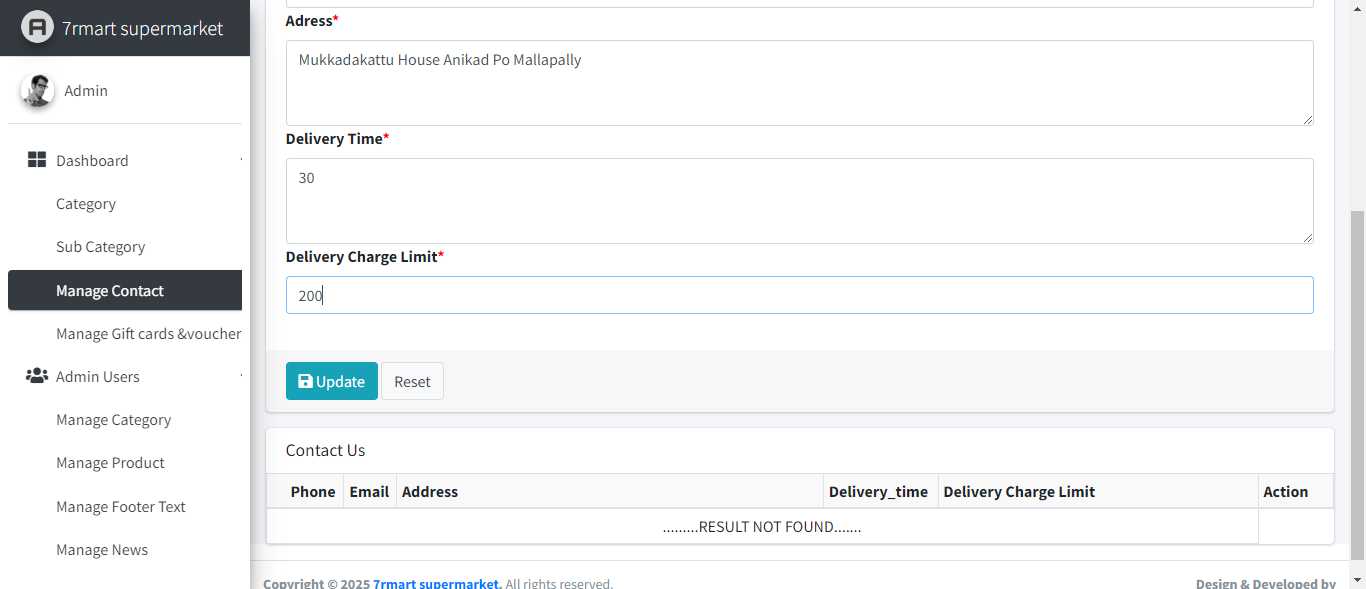 7rmart supermarket
Admin
Dashboard
Category
Sub Category
Manage Contact
Manage Gift cards &voucher
Admin Users
Manage Category
Manage Product
Manage Footer Text
Manage News
Adress*
Mukkadakattu House Anikad Po Mallapally
Delivery Time*
30
Delivery Charge Limit*
200
Update Reset
Contact Us
Phone Email Address Delivery_time Delivery Charge Limit Action
.........RESULT NOT FOUND.......
Copyright © 2025 7rmart supermarket. All rights reserved. Design & Developed by